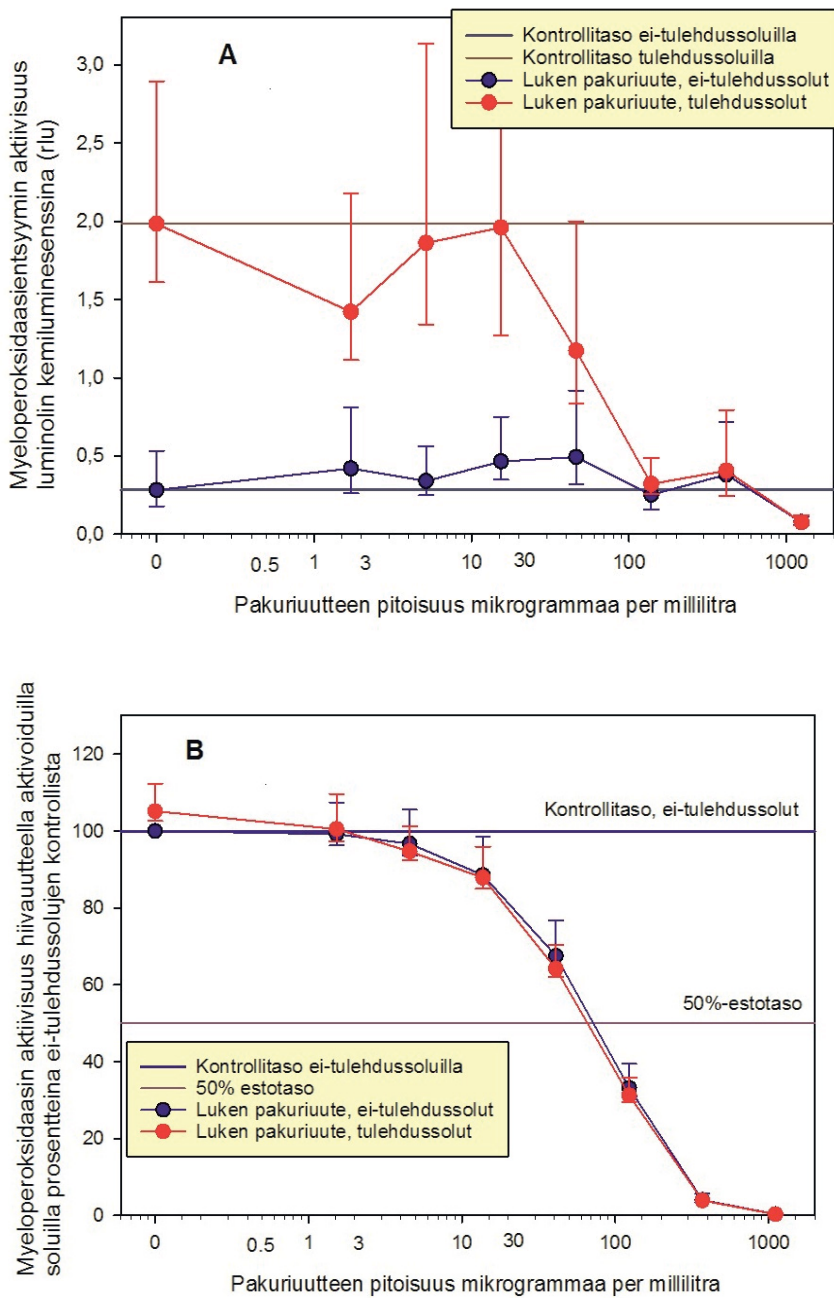 A
Kontrollitaso ei-tulehdussoluilla
Kontrollitaso tulehdussoluilla
Luken pakuriuute, ei-tulehdussolut
Luken pakuriuute, tulehdussolut
Myeloperoksidaasientsyymin aktiivisuus
luminolin kemiluminesenssina (rlu)
3,0
2,5
2,0
1,5
1,0
0,5
0,0
0 0.5 1 3 10 30 100 1000
Pakuriuutteen pitoisuus mikrogrammaa per millilitra
B
Myeloperoksidaasin aktivisuus hiivauutteella aktivoiduilla
soluilla prosentteina ei-tulehdussolujen kontrollista
120
100
80
60
40
20
0
Kontrollitaso, ei-tulehdussolut
50%-estotaso
Kontrollitaso ei-tulehdussoluilla
50% estotaso
Luken pakuriuute, ei-tulehdussolut
Luken pakuriuute, tulehdussolut
0 0.5 1 3 10 30 100 1000
Pakuriuutteen pitoisuus mikrogrammaa per millilitra